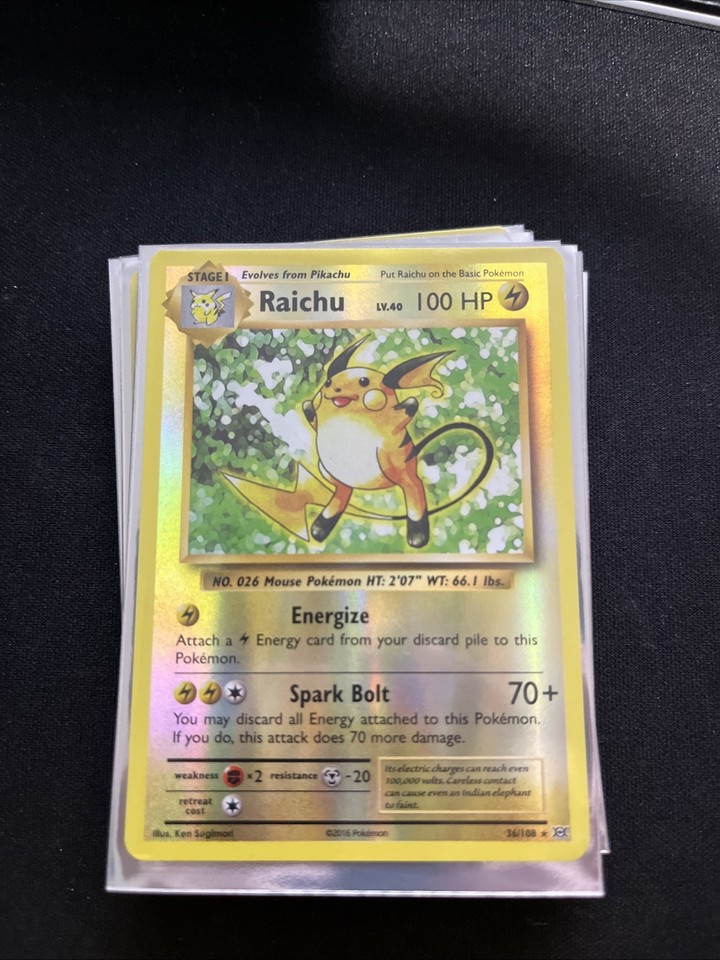 STAGE 1 Evolves from Pikachu Put Raichu on the Basic Pokémon
Raichu LV.40 100 HP
NO. 026 Mouse Pokémon HT: 2'07" WT: 66.1 lbs.
Energize
Attach a Energy card from your discard pile to this
Pokémon.
Spark Bolt 70+
You may discard all Energy attached to this Pokémon.
If you do, this attack does 70 more damage.
weakness ×2 resistance -20
retreat
cost
Its electric charges can reach even
100,000 volts. Careless contact
can cause even an Indian elephant
to faint.
Illus. Ken Sugimori ©2016 Pokémon 36/108